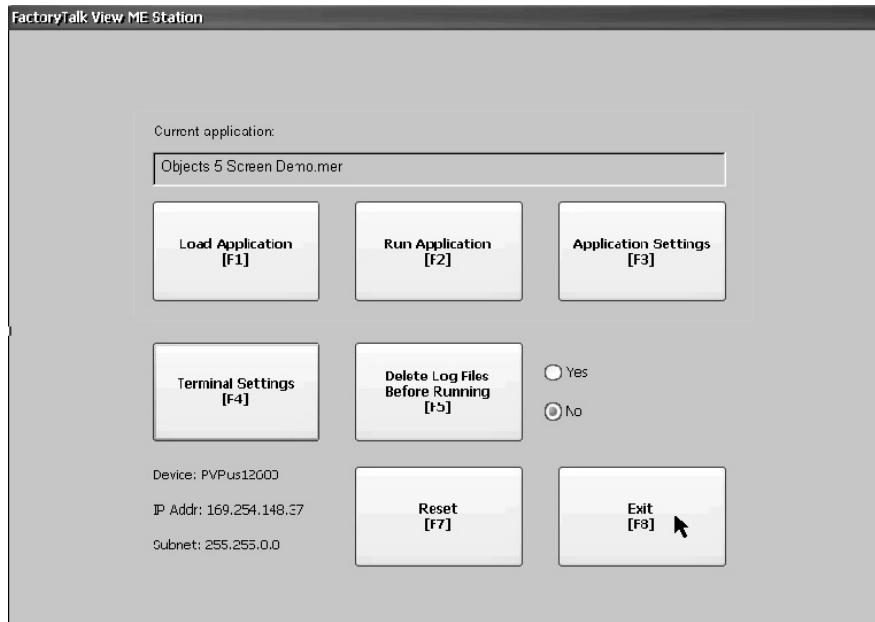 FactoryTalk View ME Station
Current application:
Objects 5 Screen Demo.mer
Load Application
[F1]
Run Application
[F2]
Application Settings
[F3]
Terminal Settings
[F4]
Delete Log Files
Before Running
[F5]
Yes
No
Device: PVPus12600
IP Addr: 169.254.148.37
Subnet: 255.255.0.0
Reset
[F7]
Exit
[F8]